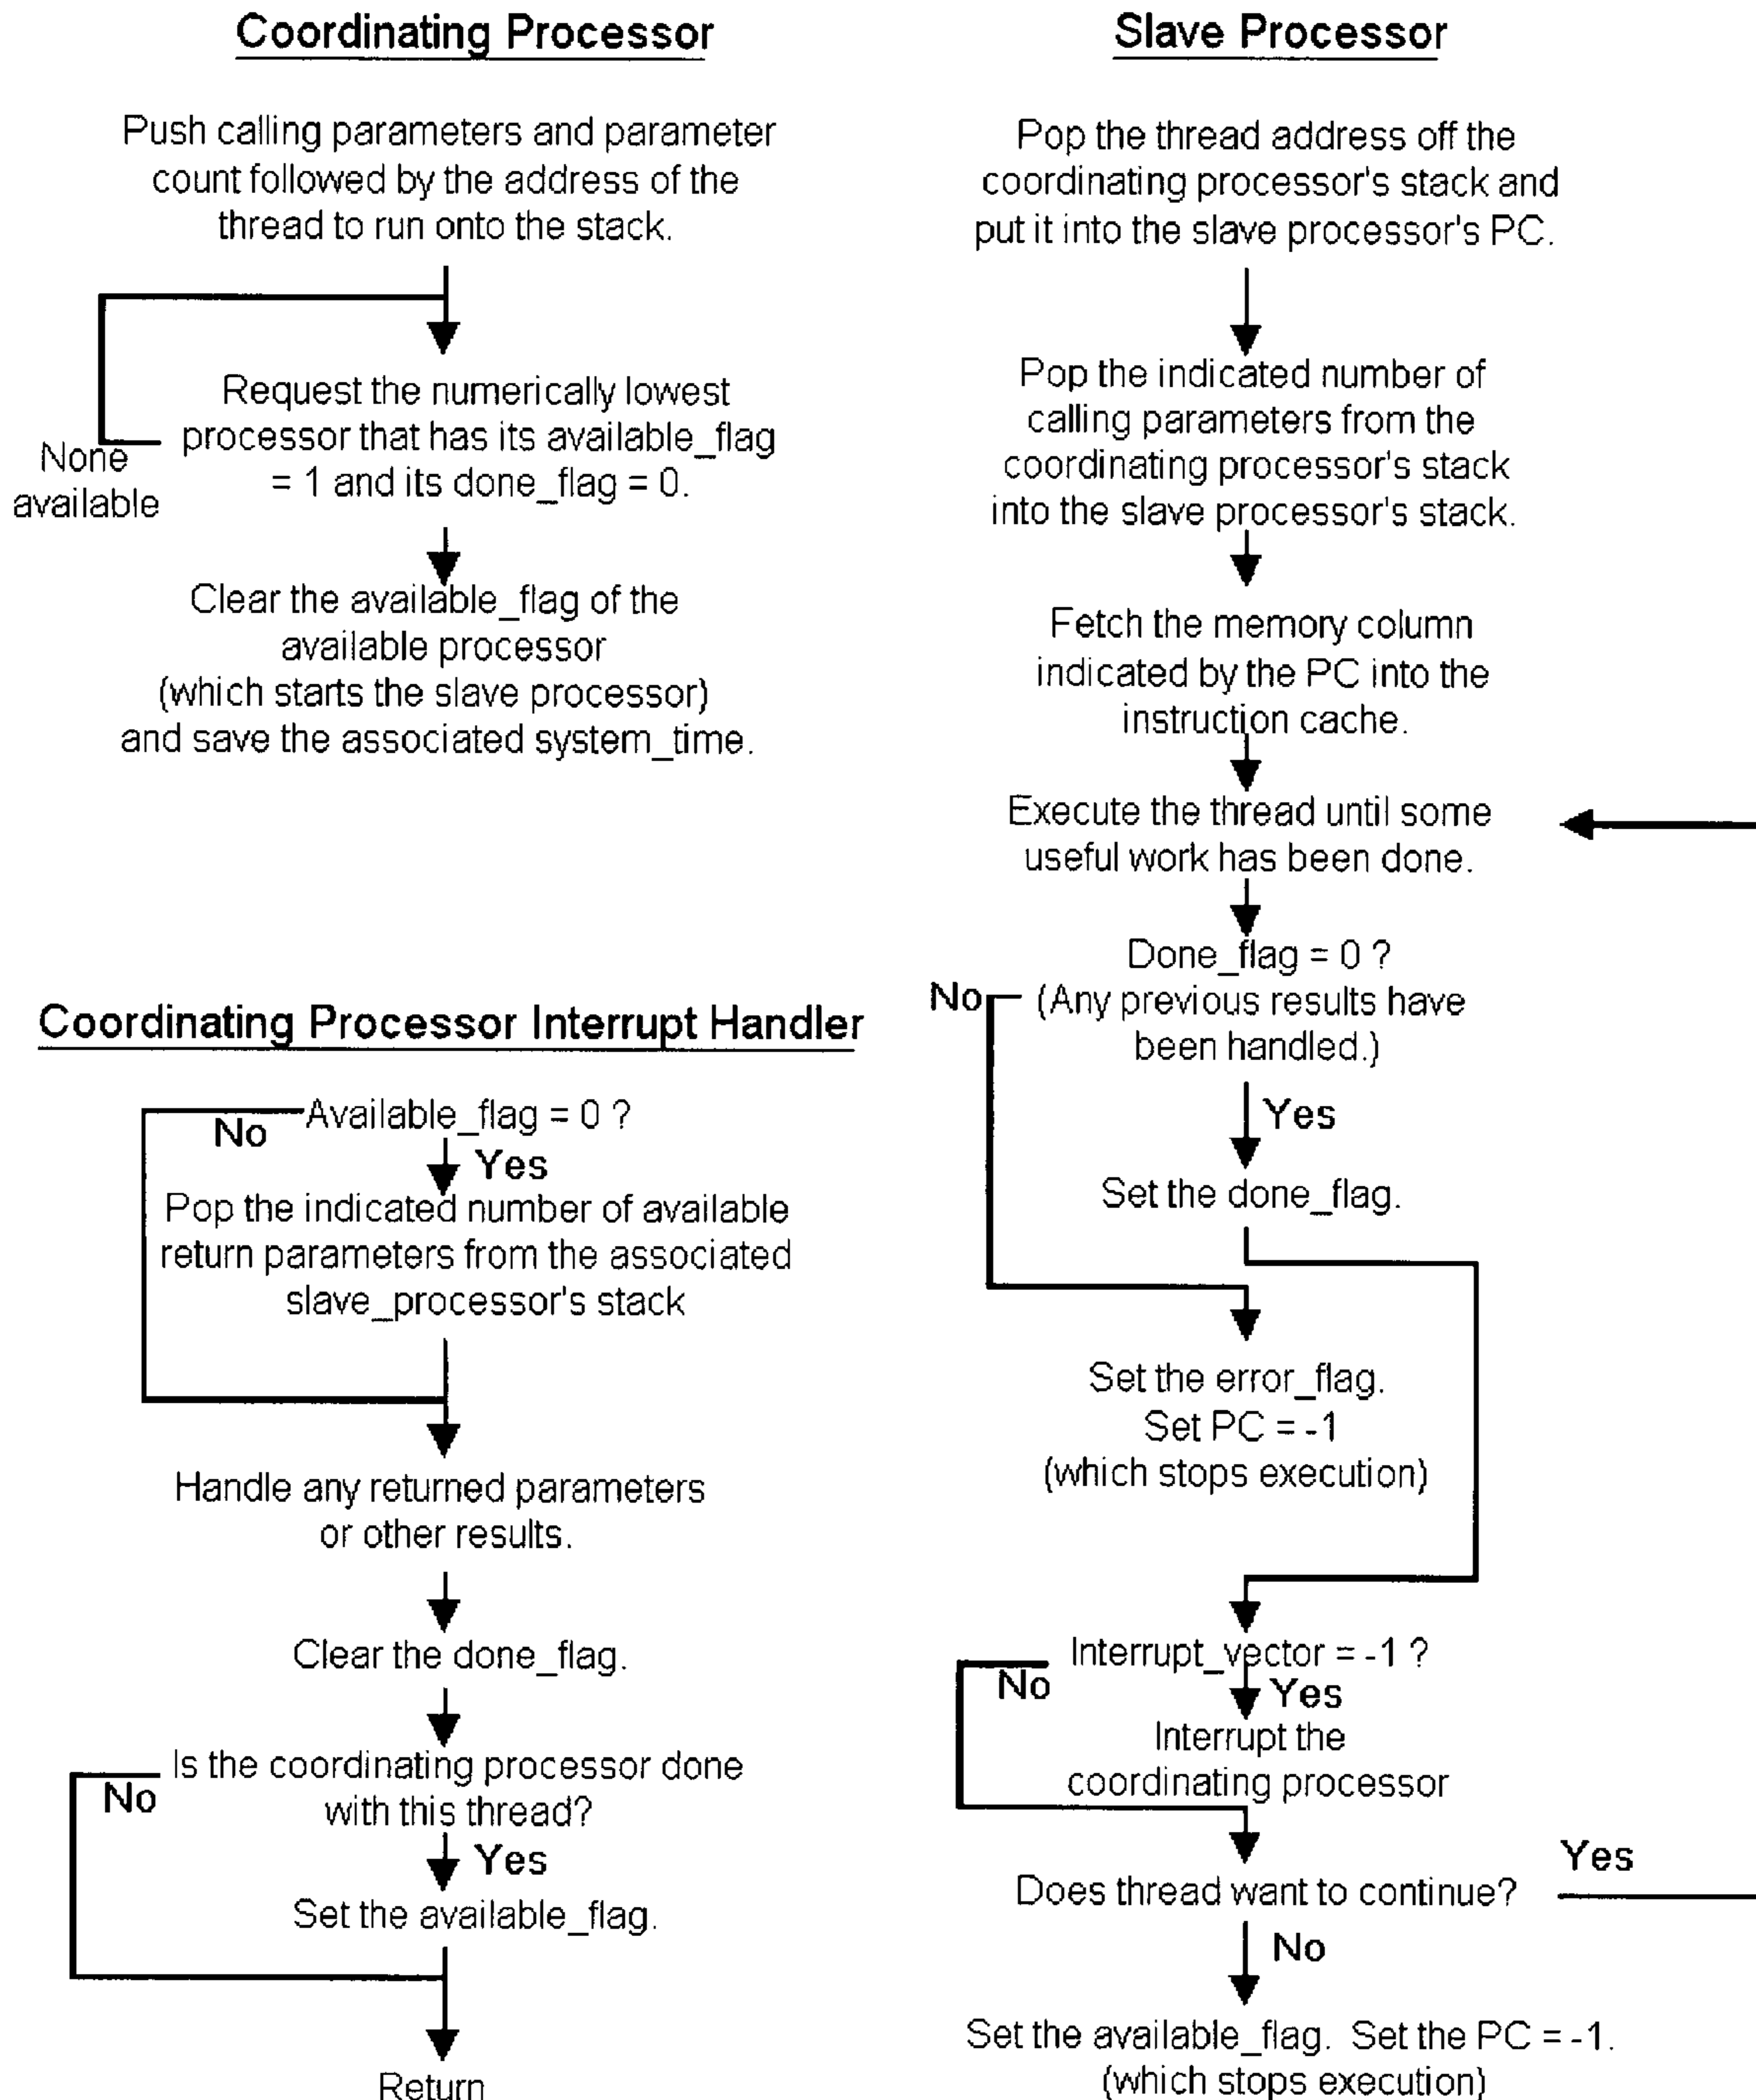 Coordinating Processor
Push calling parameters and parameter
count followed by the address of the
thread to run onto the stack.
None
available
Request the numerically lowest
processor that has its available_flag
= 1 and its done_flag = 0.
Clear the available_flag of the
available processor
(which starts the slave processor)
and save the associated system_time.
Coordinating Processor Interrupt Handler
Available_flag = 0 ?
No
Yes
Pop the indicated number of available
return parameters from the associated
slave_processor's stack
Handle any returned parameters
or other results.
Clear the done_flag.
Is the coordinating processor done
with this thread?
No
Yes
Set the available_flag.
Return
Slave Processor
Pop the thread address off the
coordinating processor's stack and
put it into the slave processor's PC.
Pop the indicated number of
calling parameters from the
coordinating processor's stack
into the slave processor's stack.
Fetch the memory column
indicated by the PC into the
instruction cache.
Execute the thread until some
useful work has been done.
Done_flag = 0 ?
No
(Any previous results have
been handled.)
Yes
Set the done_flag.
Set the error_flag.
Set PC = -1
(which stops execution)
Interrupt_vector = -1 ?
No
Yes
Interrupt the
coordinating processor
Does thread want to continue?
Yes
No
Set the available_flag. Set the PC = -1.
(which stops execution)